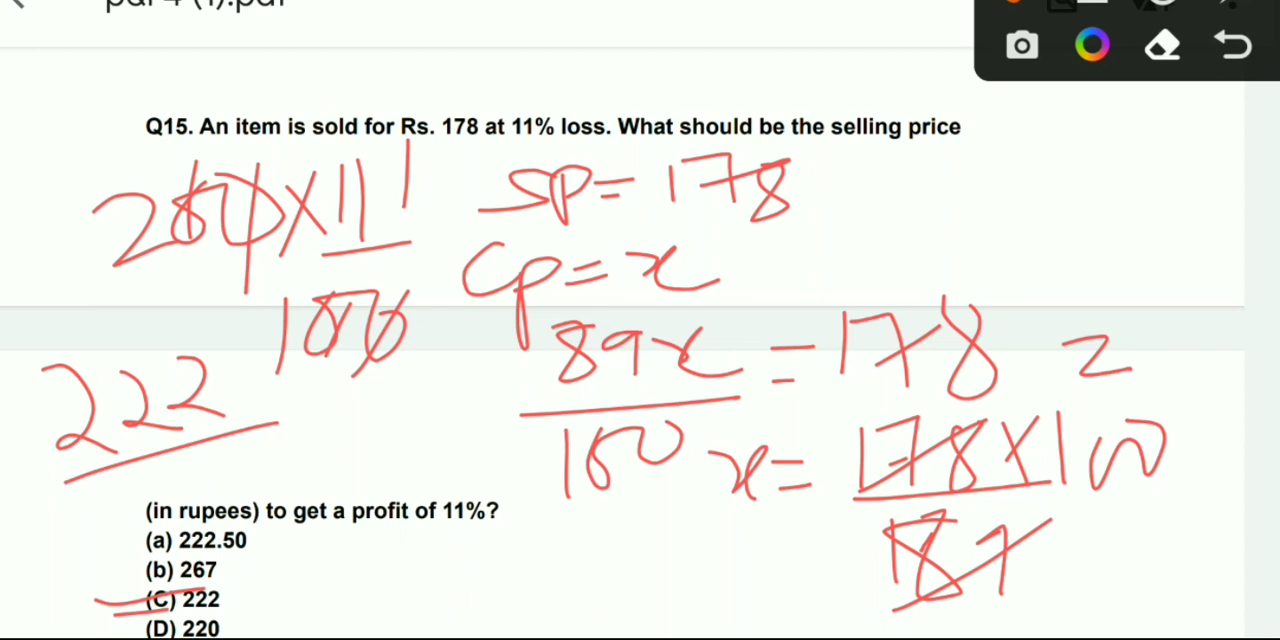 pdf 4 (1).pdf
Q15. An item is sold for Rs. 178 at 11% loss. What should be the selling price
200 × 111
100
SP = 178
CP = x
89x = 178 2
100
x = 178 × 100
89
222
(in rupees) to get a profit of 11%?
(a) 222.50
(b) 267
(C) 222
(D) 220